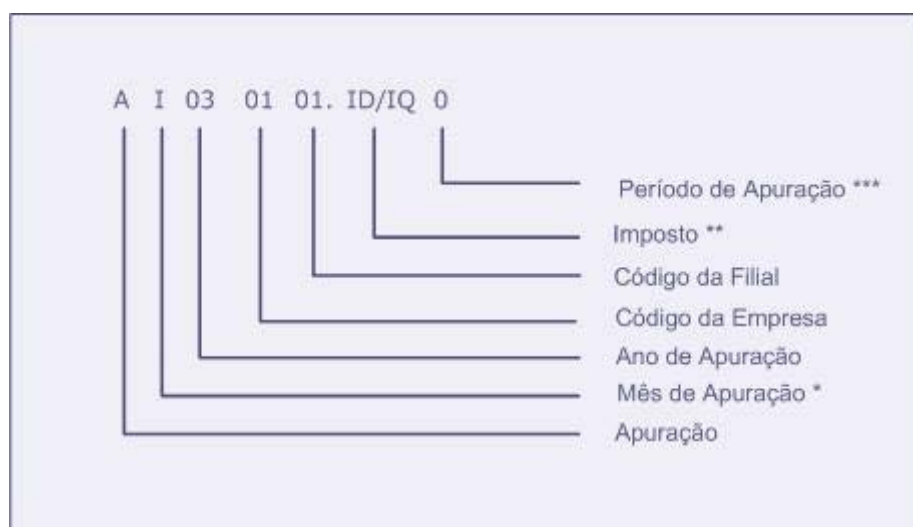 A I 03 01 01. ID/IQ 0
Período de Apuração ***
Imposto **
Código da Filial
Código da Empresa
Ano de Apuração
Mês de Apuração *
Apuração